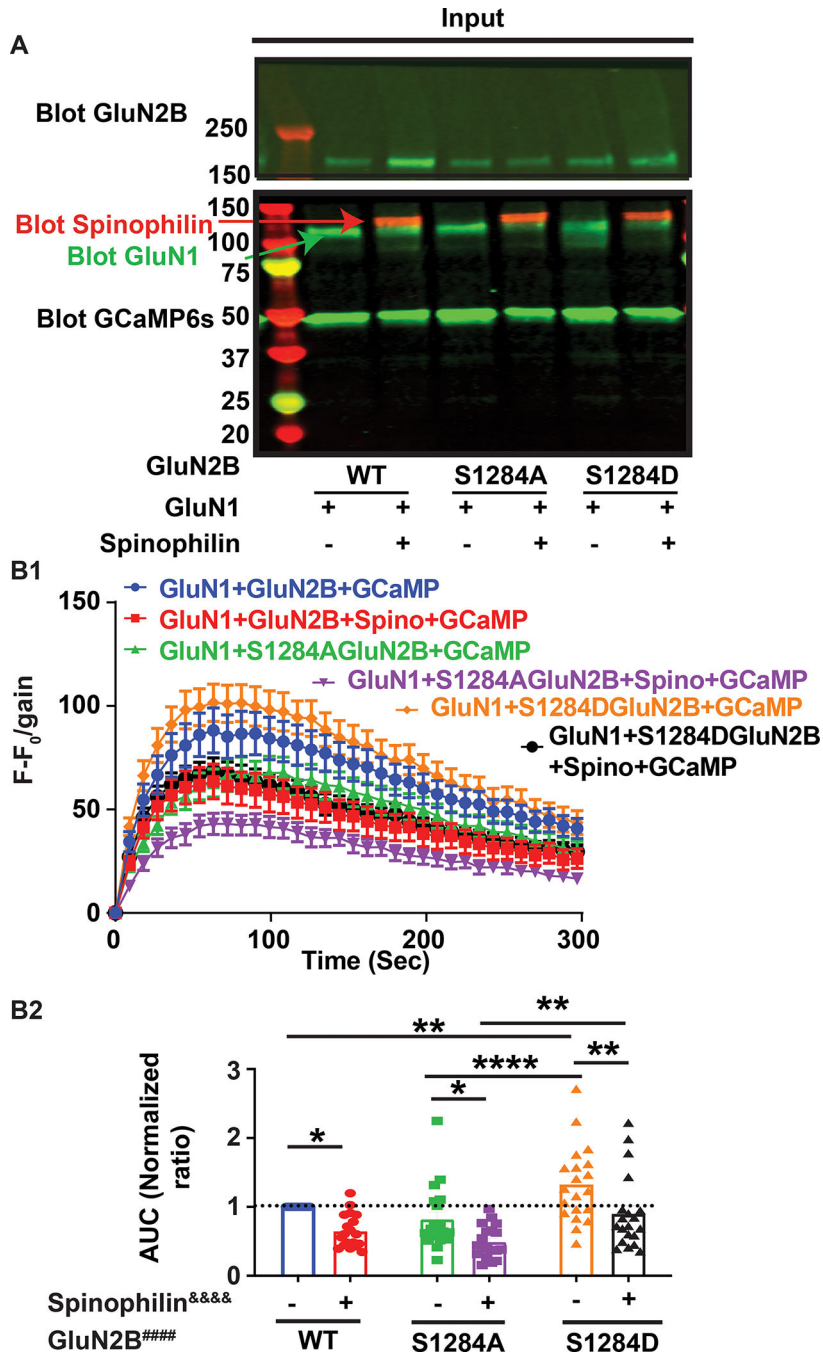 A
Input
Blot GluN2B
250
150
150
Blot Spinophilin
100
Blot GluN1
75
Blot GCaMP6s
50
37
25
20
GluN2B WT S1284A S1284D
GluN1 + + + + + +
Spinophilin - + - + - +
B1
GluN1+GluN2B+GCaMP
GluN1+GluN2B+Spino+GCaMP
GluN1+S1284AGluN2B+GCaMP
GluN1+S1284AGluN2B+Spino+GCaMP
GluN1+S1284DGluN2B+GCaMP
GluN1+S1284DGluN2B
+Spino+GCaMP
F-F0/gain
150
100
50
0
0 100 200 300
Time (Sec)
B2
** **
**** **
* *
AUC (Normalized
ratio)
3
2
1
0
Spinophilin&&&& - + - + - +
GluN2B#### WT S1284A S1284D